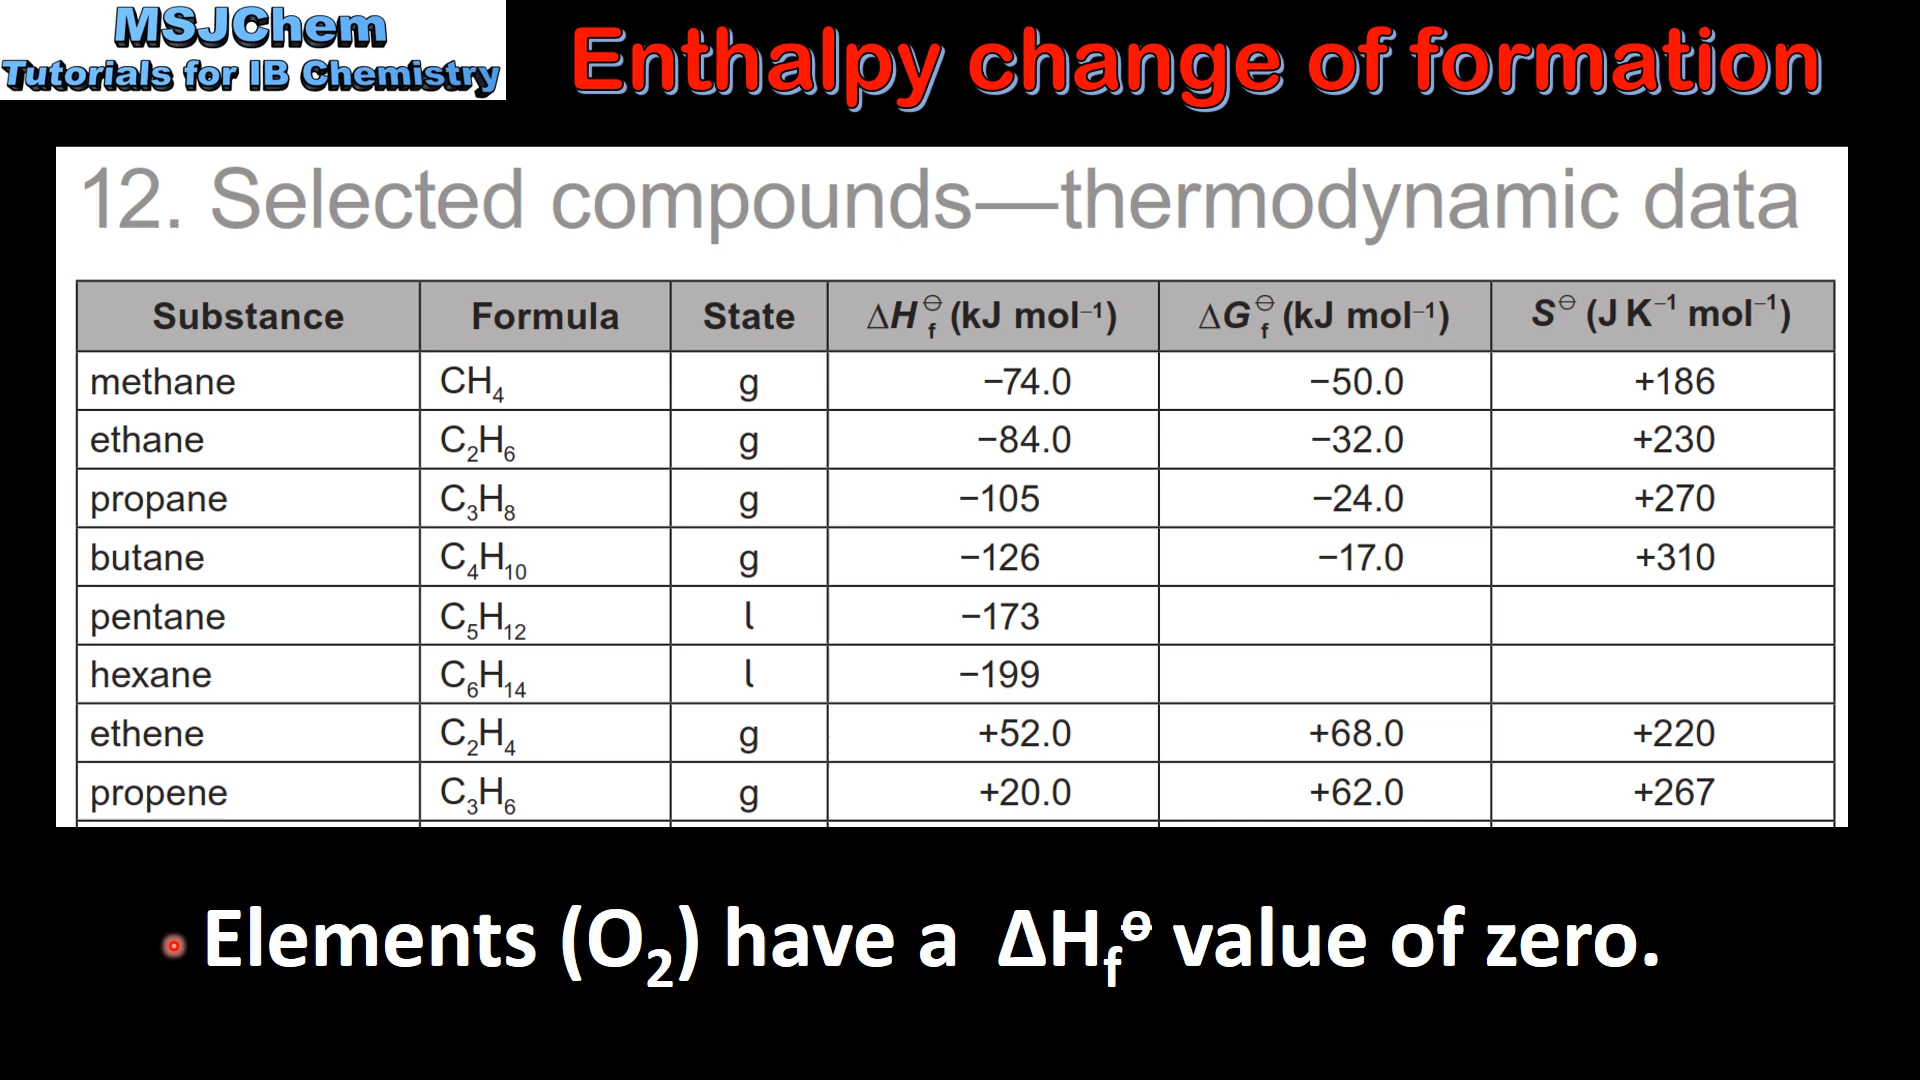 MSJChem
Tutorials for IB Chemistry
Enthalpy change of formation
12. Selected compounds—thermodynamic data
Substance Formula State ΔH⦵f (kJ mol⁻¹) ΔG⦵f (kJ mol⁻¹) S⦵ (J K⁻¹ mol⁻¹)
methane CH₄ g −74.0 −50.0 +186
ethane C₂H₆ g −84.0 −32.0 +230
propane C₃H₈ g −105 −24.0 +270
butane C₄H₁₀ g −126 −17.0 +310
pentane C₅H₁₂ l −173
hexane C₆H₁₄ l −199
ethene C₂H₄ g +52.0 +68.0 +220
propene C₃H₆ g +20.0 +62.0 +267
Elements (O₂) have a ΔHf⦵ value of zero.